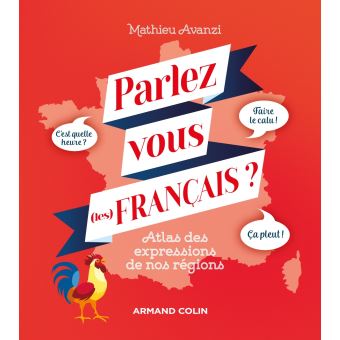 Mathieu Avanzi
Parlez
vous
(les) FRANÇAIS ?
C'est quelle
heure ?
Faire
le calu !
Ça pleut !
Atlas des
expressions
de nos régions
ARMAND COLIN